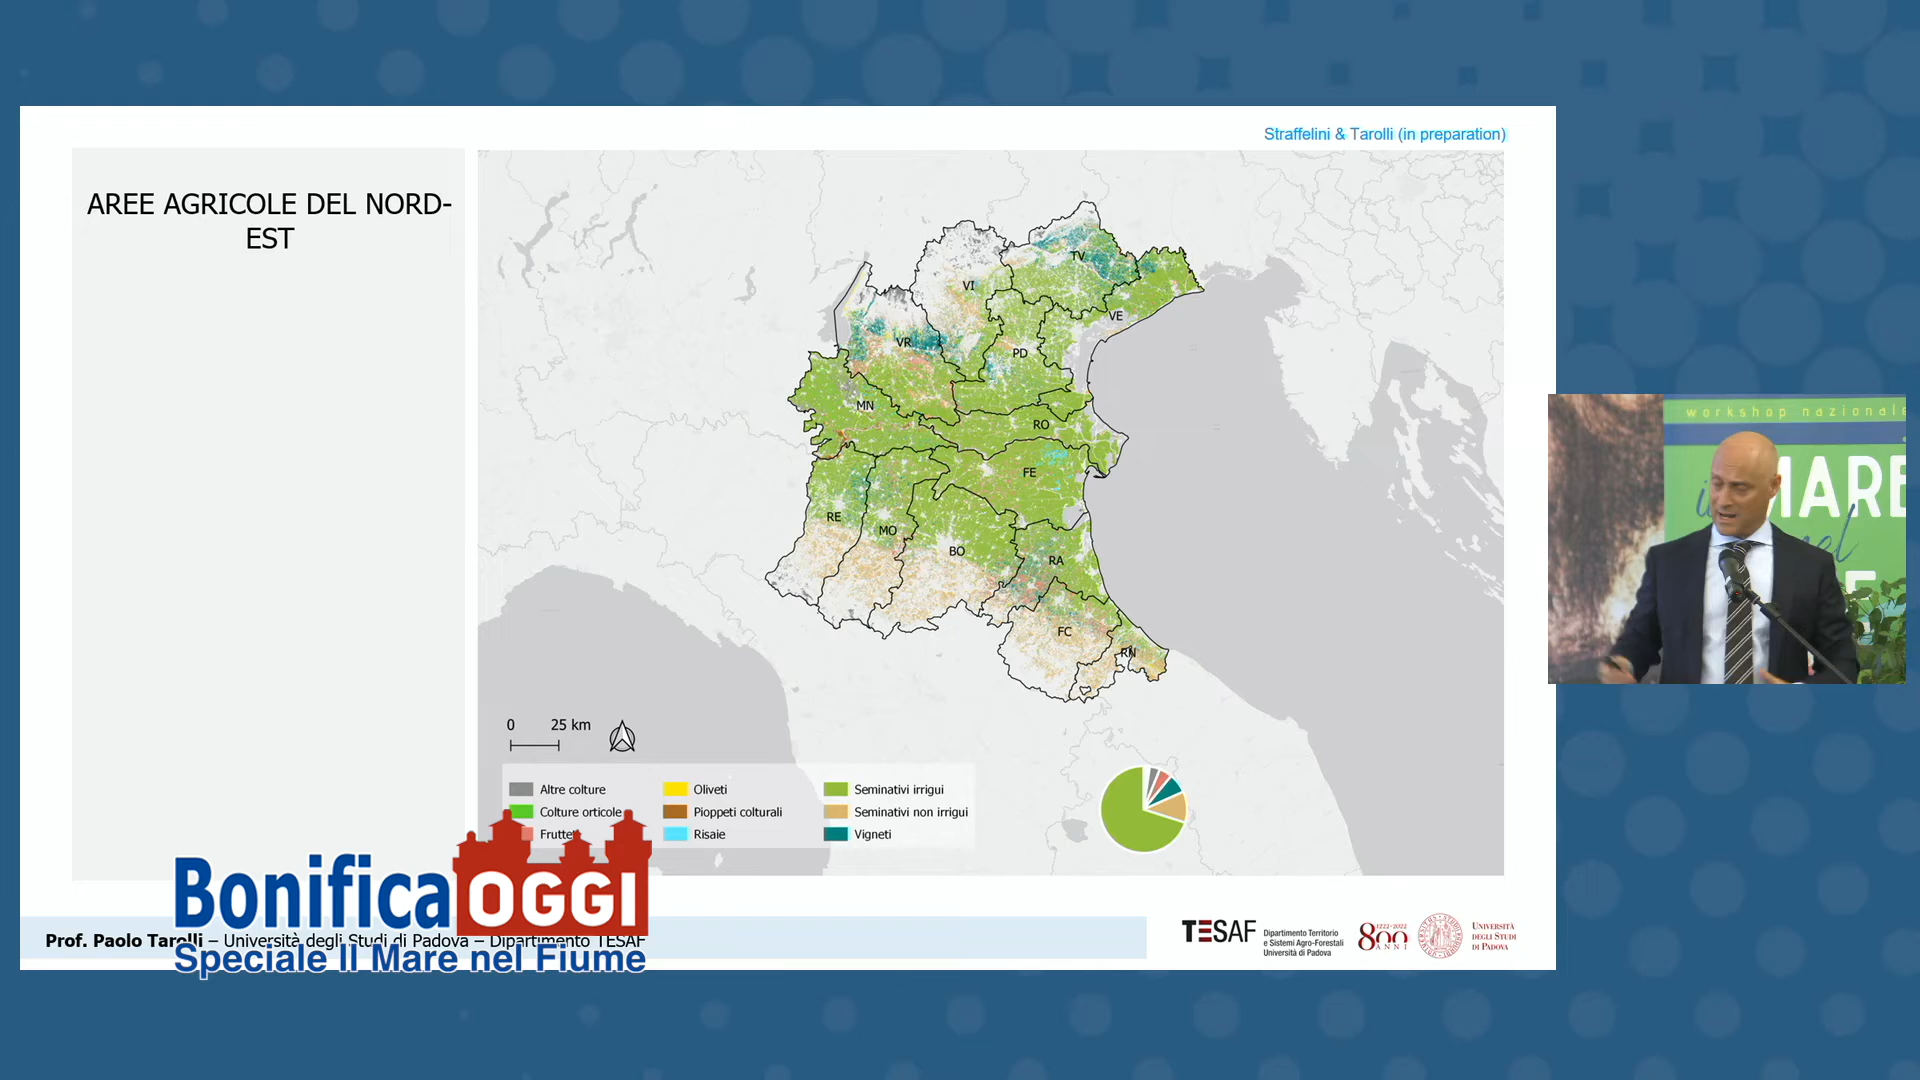 Straffelini & Tarolli (in preparation)
AREE AGRICOLE DEL NORD-
EST
TV
VI
VE
VR
PD
MN
RO
FE
RE
MO
BO
RA
FC
RN
0 25 km
Altre colture
Colture orticole
Oliveti
Pioppeti colturali
Risaie
Seminativi irrigui
Seminativi non irrigui
Vigneti
Bonifica OGGI
Speciale Il Mare nel Fiume
Prof. Paolo Tarolli – Università degli Studi di Padova – Dipartimento TESAF
TESAF
Dipartimento Territorio
e Sistemi Agro-Forestali
Università di Padova
1222-2022
800
ANNI
UNIVERSITÀ
DEGLI STUDI
DI PADOVA
workshop nazionale
il MARE
nel